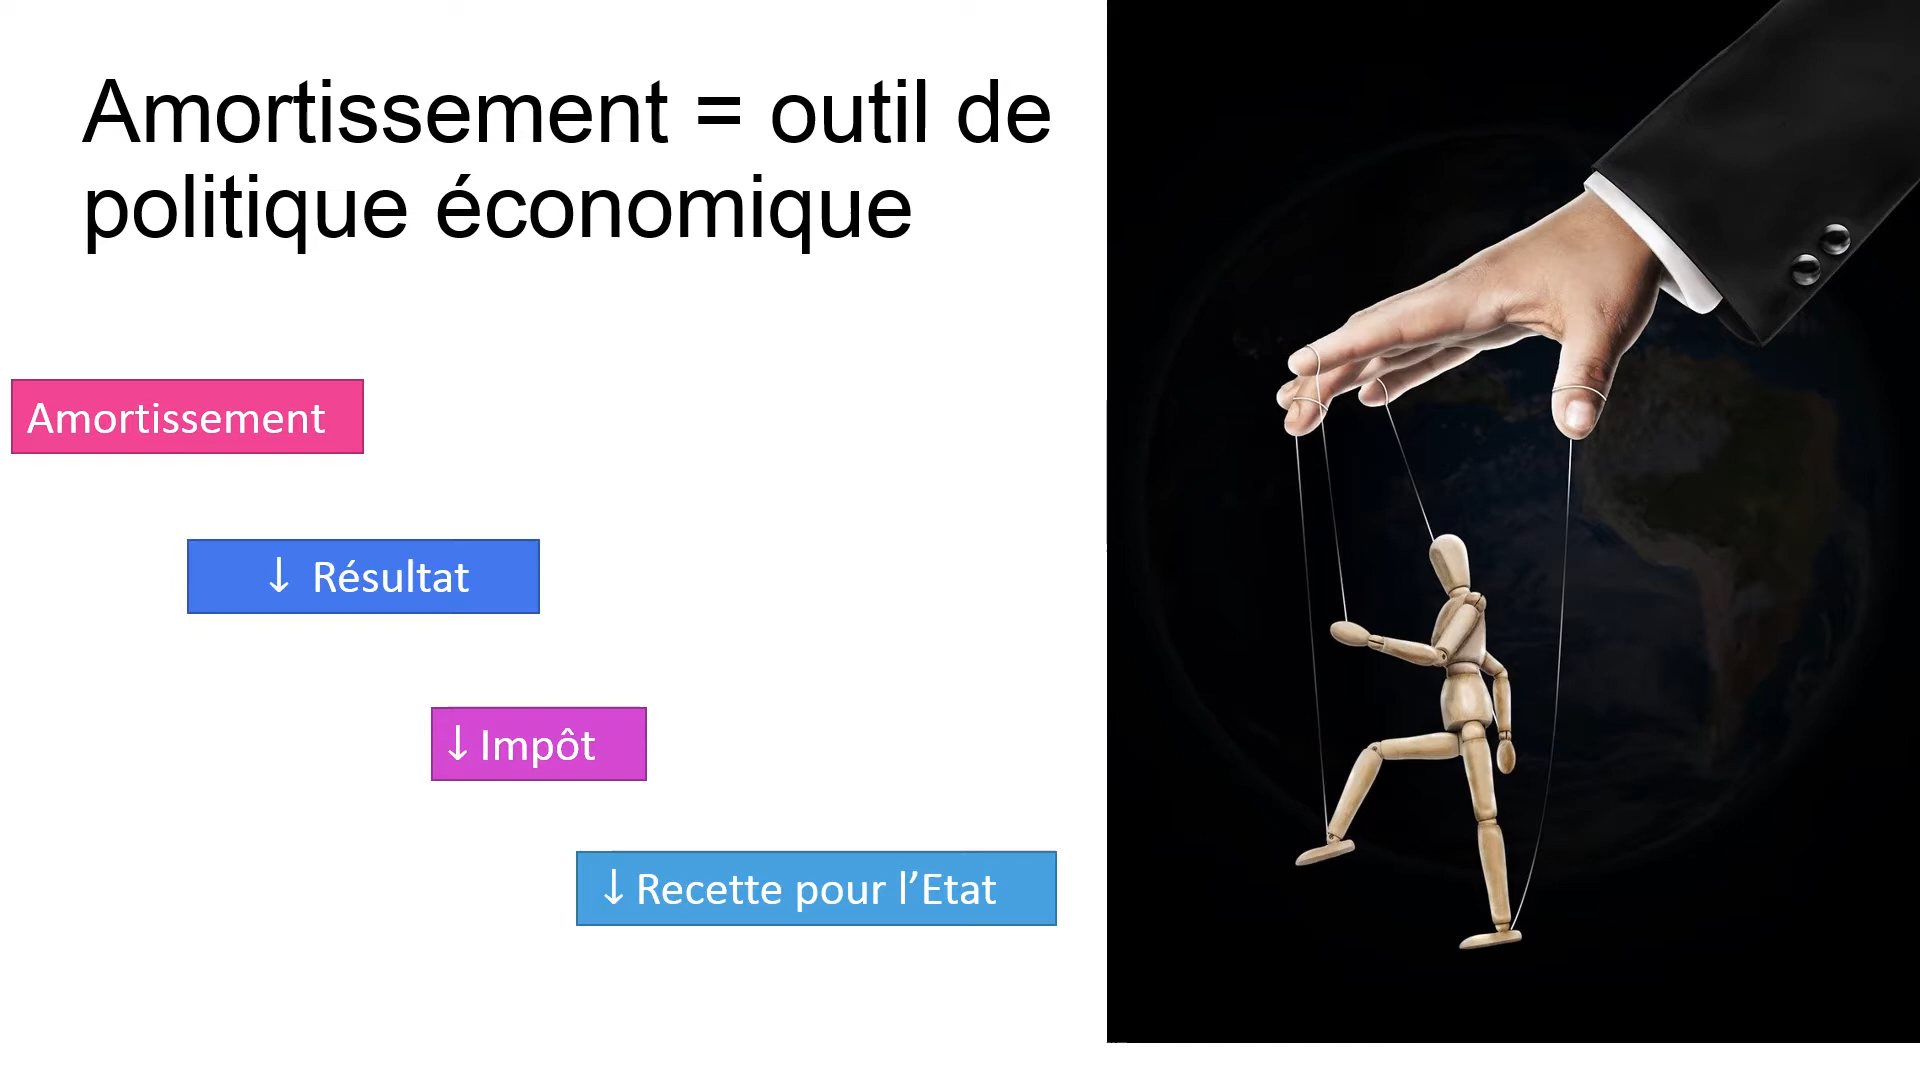 Amortissement = outil de
politique économique
Amortissement
↓ Résultat
↓ Impôt
↓ Recette pour l’Etat